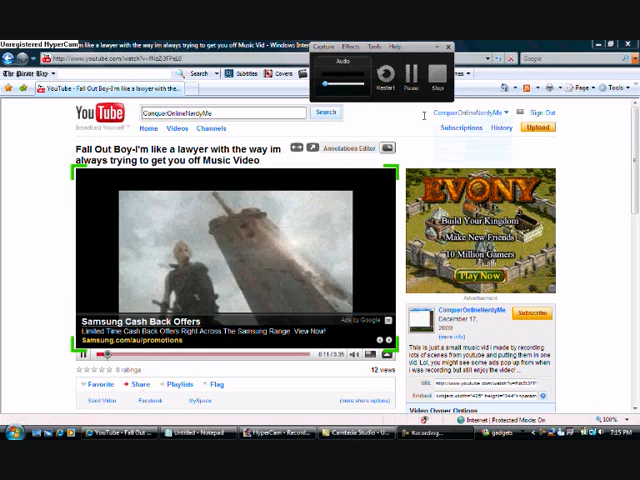 Unregistered HyperCam
I'm like a lawyer with the way im always trying to get you off Music Vid - Windows Inter
Capture Effects Tools Help
Audio
Restart Pause Stop
http://www.youtube.com/watch?v=
Google
The Pirate Bay
Search Subtitles Covers
YouTube - Fall Out Boy-I'm like a lawyer with the...
Page Tools
YouTube
Broadcast Yourself
ConquerOnlineNerdyMe
Search
ConquerOnlineNerdyMe
Sign Out
Home Videos Channels
Subscriptions History Upload
Fall Out Boy-I'm like a lawyer with the way im
always trying to get you off Music Video
Annotations Editor
EVONY
Build Your Kingdom
Make New Friends
10 Million Gamers
Play Now
Advertisement
Samsung Cash Back Offers
Ads by Google
Limited Time Cash Back Offers Right Across The Samsung Range. View Now!
Samsung.com/au/promotions
0:11 / 3:35
ratings
12 views
Favorite Share Playlists Flag
Send Video Facebook MySpace
(more share options)
ConquerOnlineNerdyMe
December 17,
2009
(more info)
Subscribe
This is just a small music vid i made by recording
lots of scenes from youtube and putting them in one
vid. Lol, you might see some ads pop up from when
i was recording but still enjoy the video!
URL
Embed
Video Owner Options
Internet | Protected Mode: On
100%
YouTube - Fall Out ...
Untitled - Notepad
HyperCam - Record...
Camtasia Studio - U...
Recording...
gadgets
7:15 PM